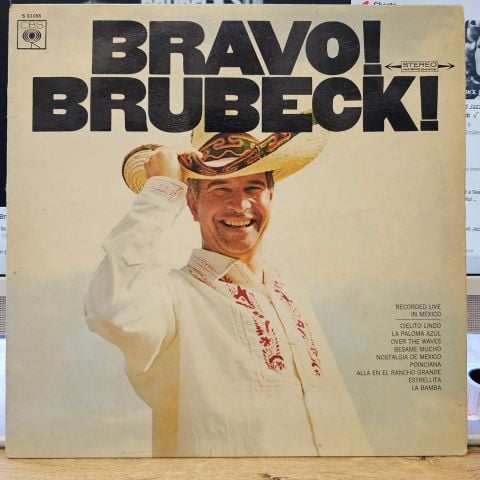 S 63 098
CBS
BRAVO!
STEREO
BRUBECK!
RECORDED LIVE
IN MEXICO
CIELITO LINDO
LA PALOMA AZUL
OVER THE WAVES
BESAME MUCHO
NOSTALGIA DE MEXICO
POINCIANA
ALLA EN EL RANCHO GRANDE
ESTRELLITA
LA BAMBA